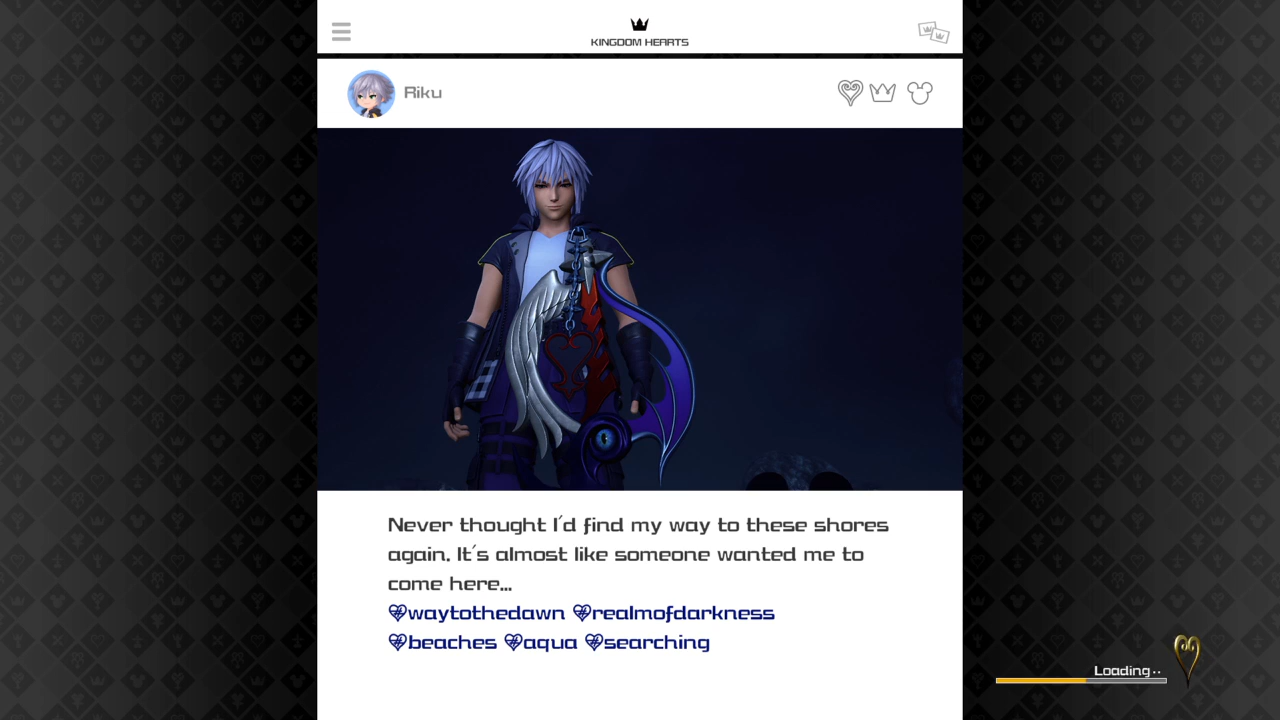 KINGDOM HEARTS
Riku
Never thought I'd find my way to these shores
again. It's almost like someone wanted me to
come here...
#waytothedawn #realmofdarkness
#beaches #aqua #searching
Loading..